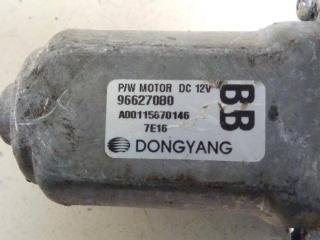 P/W MOTOR DC 12V
96627080
A00115670146
7E16
DONGYANG
BB